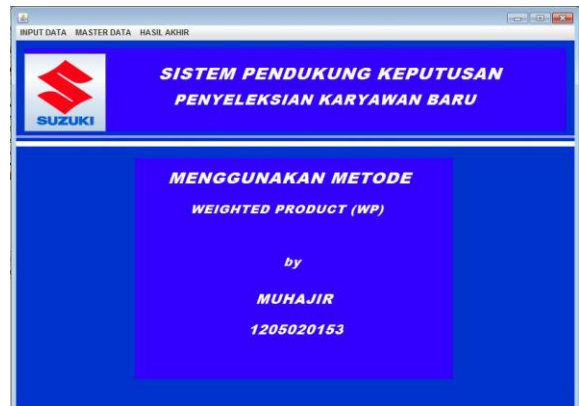 INPUT DATA MASTER DATA HASIL AKHIR
SUZUKI
SISTEM PENDUKUNG KEPUTUSAN
PENYELEKSIAN KARYAWAN BARU
MENGGUNAKAN METODE
WEIGHTED PRODUCT (WP)
by
MUHAJIR
1205020153